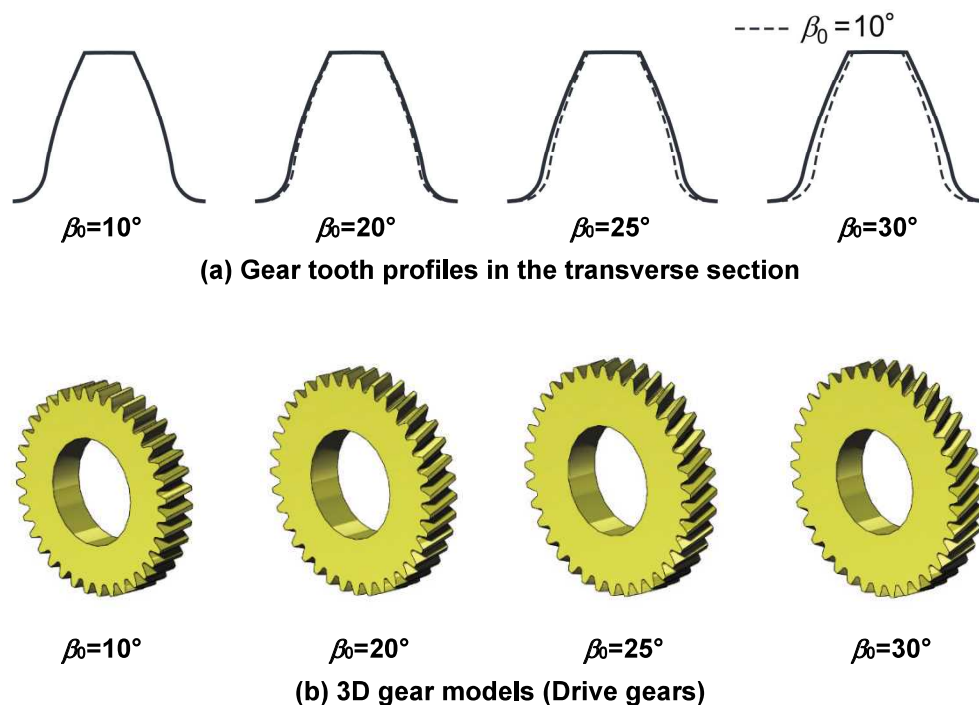 β₀ = 10°
β₀=10° β₀=20° β₀=25° β₀=30°
(a) Gear tooth profiles in the transverse section
β₀=10° β₀=20° β₀=25° β₀=30°
(b) 3D gear models (Drive gears)